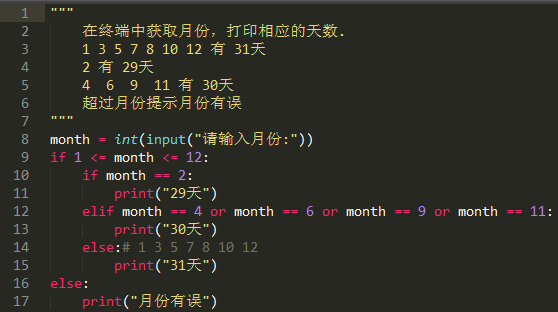 1 """
2 在终端中获取月份，打印相应的天数.
3 1 3 5 7 8 10 12 有 31天
4 2 有 29天
5 4 6 9 11 有 30天
6 超过月份提示月份有误
7 """
8 month = int(input("请输入月份:"))
9 if 1 <= month <= 12:
10 if month == 2:
11 print("29天")
12 elif month == 4 or month == 6 or month == 9 or month == 11:
13 print("30天")
14 else:# 1 3 5 7 8 10 12
15 print("31天")
16 else:
17 print("月份有误")